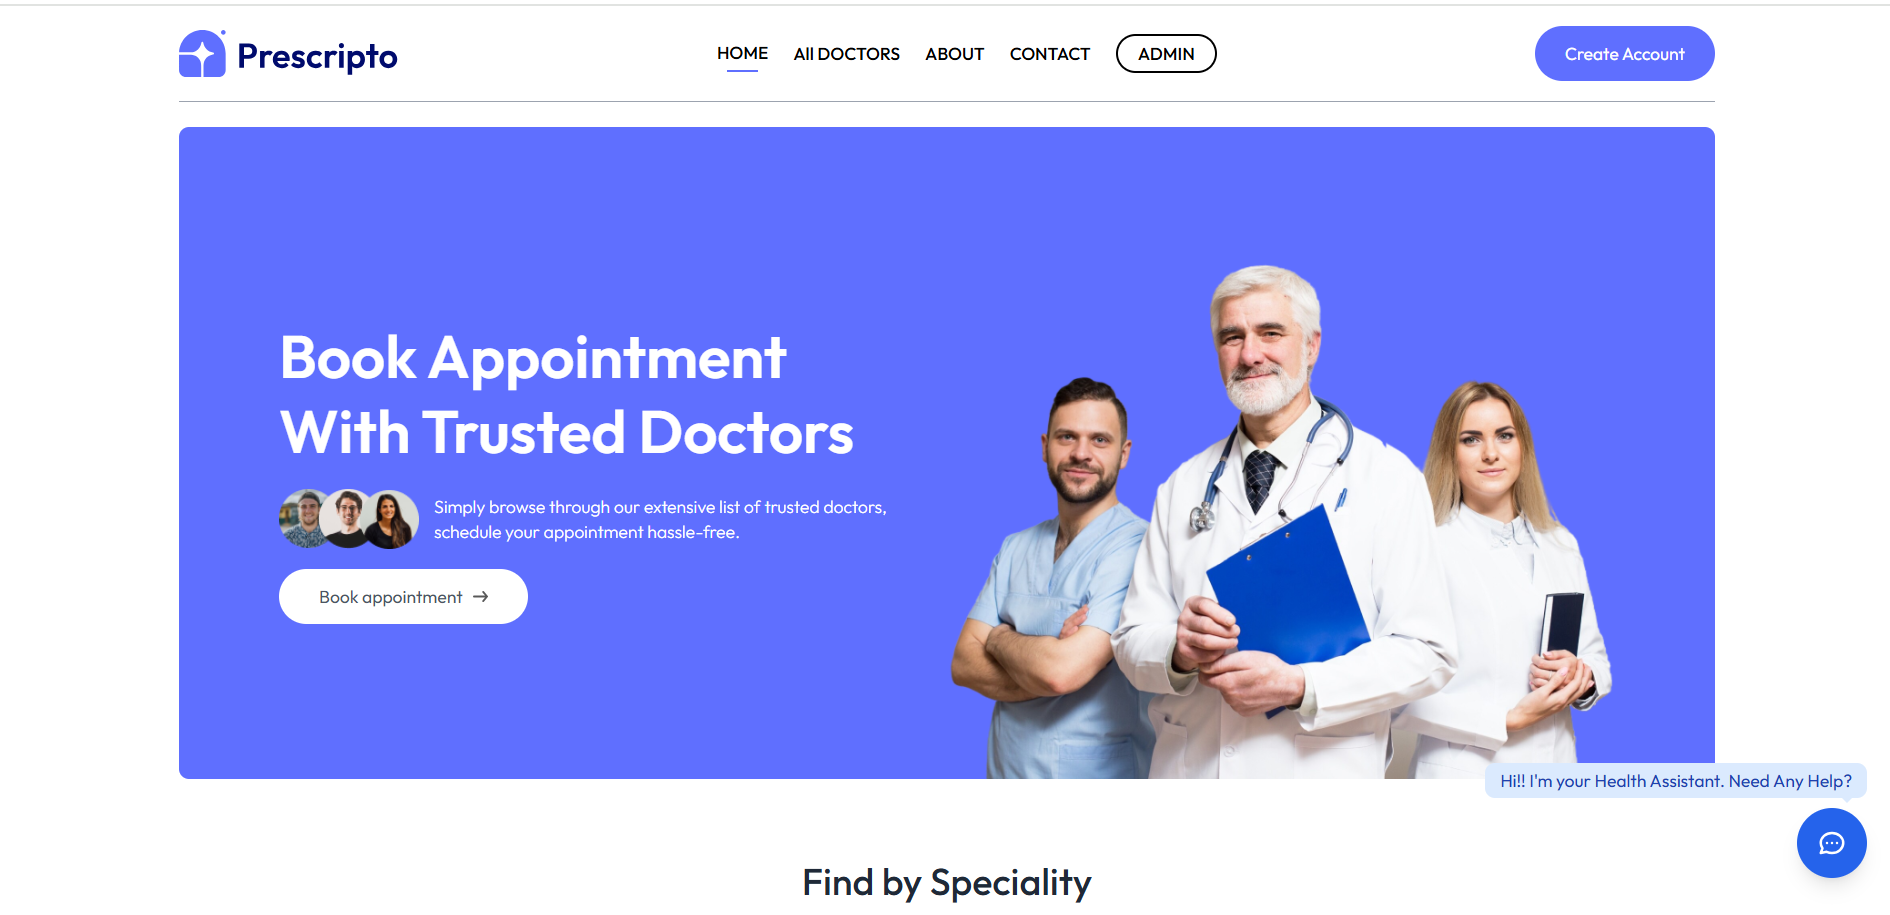 Prescripto
HOME
All DOCTORS
ABOUT
CONTACT
ADMIN
Create Account
Book Appointment
With Trusted Doctors
Simply browse through our extensive list of trusted doctors,
schedule your appointment hassle-free.
Book appointment →
Hi!! I'm your Health Assistant. Need Any Help?
Find by Speciality